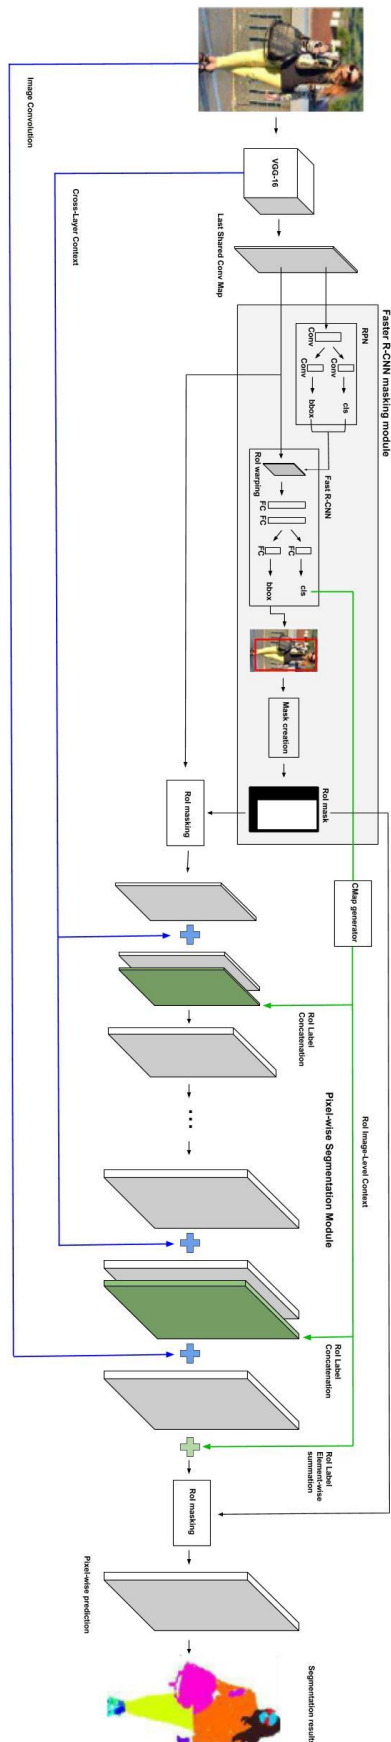 Image Convolution
VGG-16
Cross-Layer Context
Last Shared Conv Map
Faster R-CNN masking module
RPN
Conv
Conv
Conv
cls
bbox
Fast R-CNN
RoI warping
FC
FC
FC
FC
cls
bbox
Mask creation
RoI mask
RoI masking
CMap generator
RoI Label
Concatenation
RoI Image-Level Context
Pixel-wise Segmentation Module
...
RoI Label
Concatenation
RoI Label
Element-wise
summation
RoI masking
Pixel-wise prediction
Segmentation results